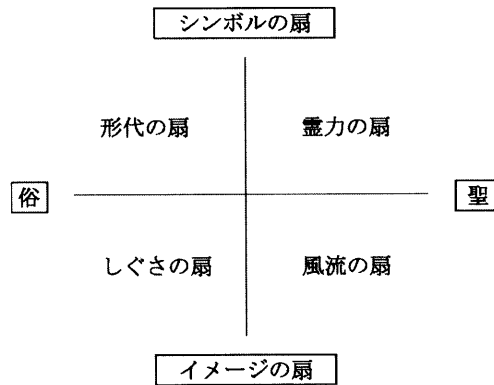 シンボルの扇
形代の扇
霊力の扇
俗
聖
しぐさの扇
風流の扇
イメージの扇